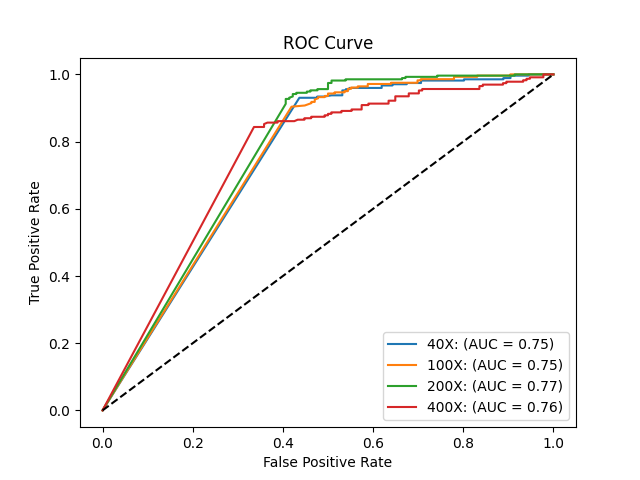 ROC Curve
1.0
0.8
0.6
0.4
0.2
0.0
True Positive Rate
40X: (AUC = 0.75)
100X: (AUC = 0.75)
200X: (AUC = 0.77)
400X: (AUC = 0.76)
0.0 0.2 0.4 0.6 0.8 1.0
False Positive Rate